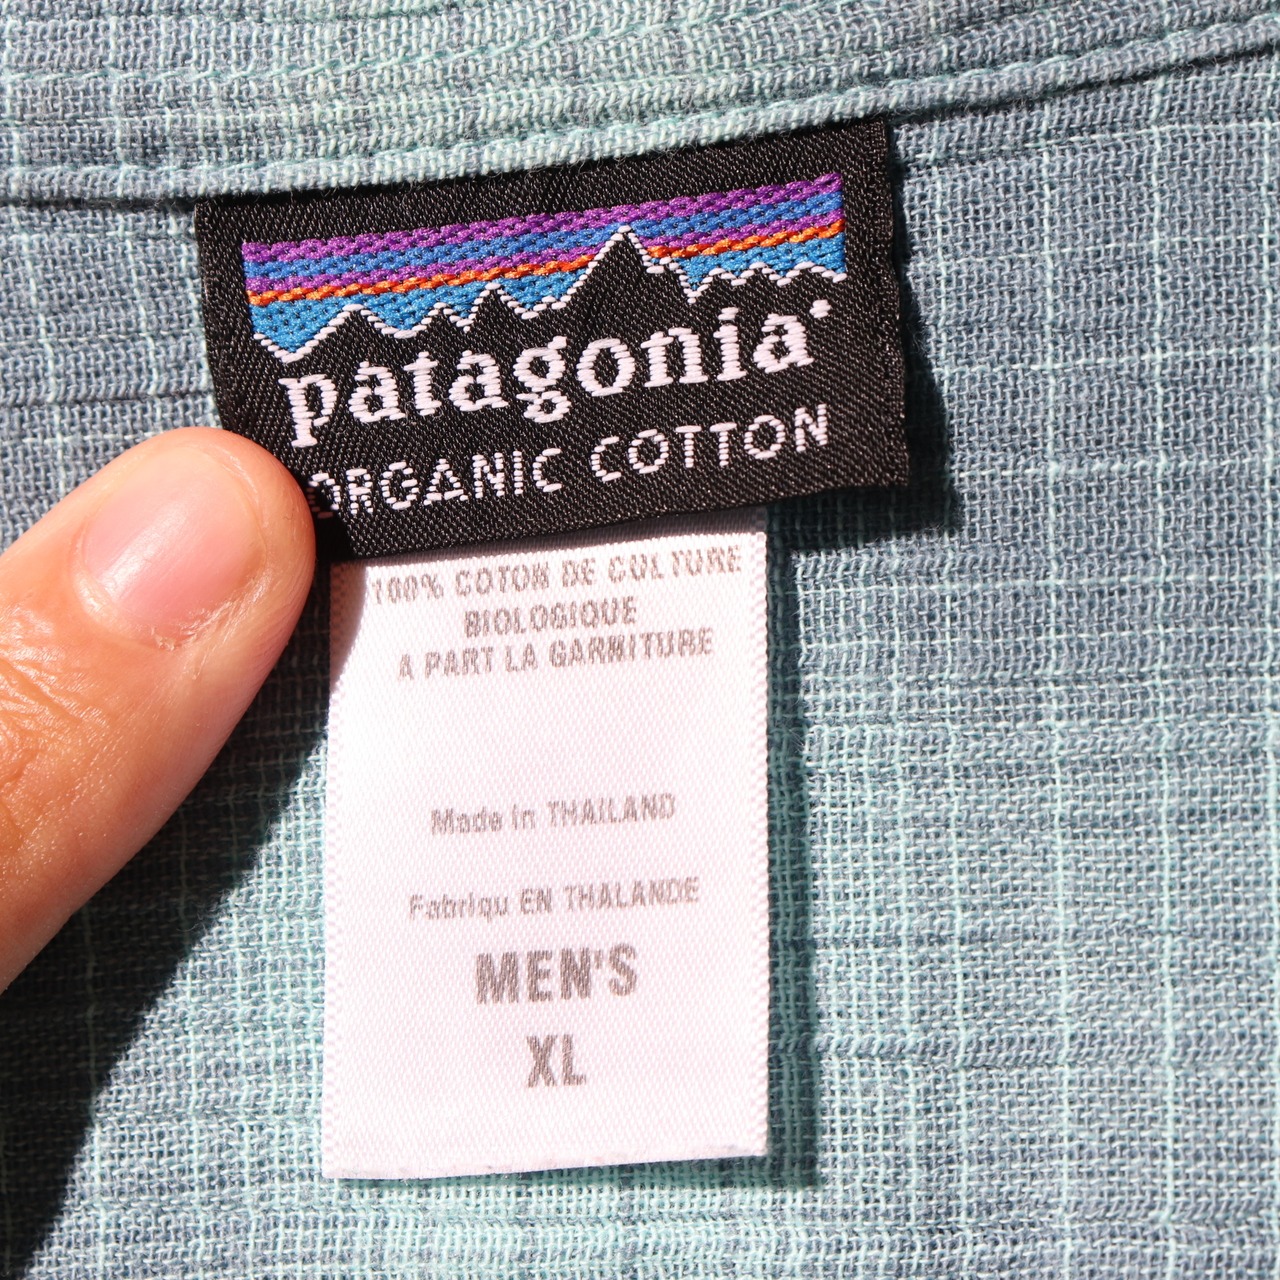 patagonia
ORGANIC COTTON
100% COTON DE CULTURE
BIOLOGIQUE
A PART LA GARNITURE
Made in THAILAND
Fabriqu EN THALANDE
MEN'S
XL